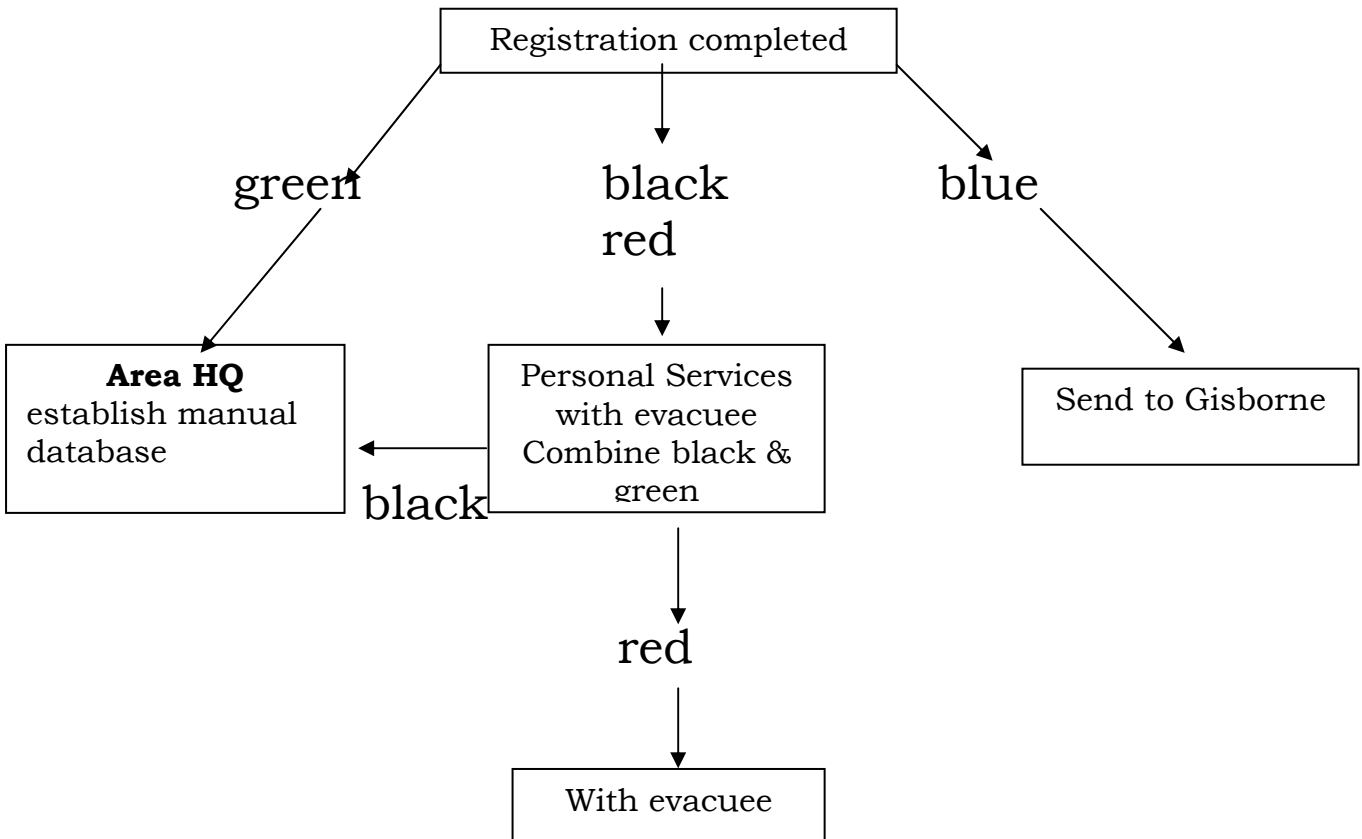 Registration completed
green
black
red
blue
Area HQ
establish manual
database
Personal Services
with evacuee
Combine black &
green
Send to Gisborne
black
red
With evacuee